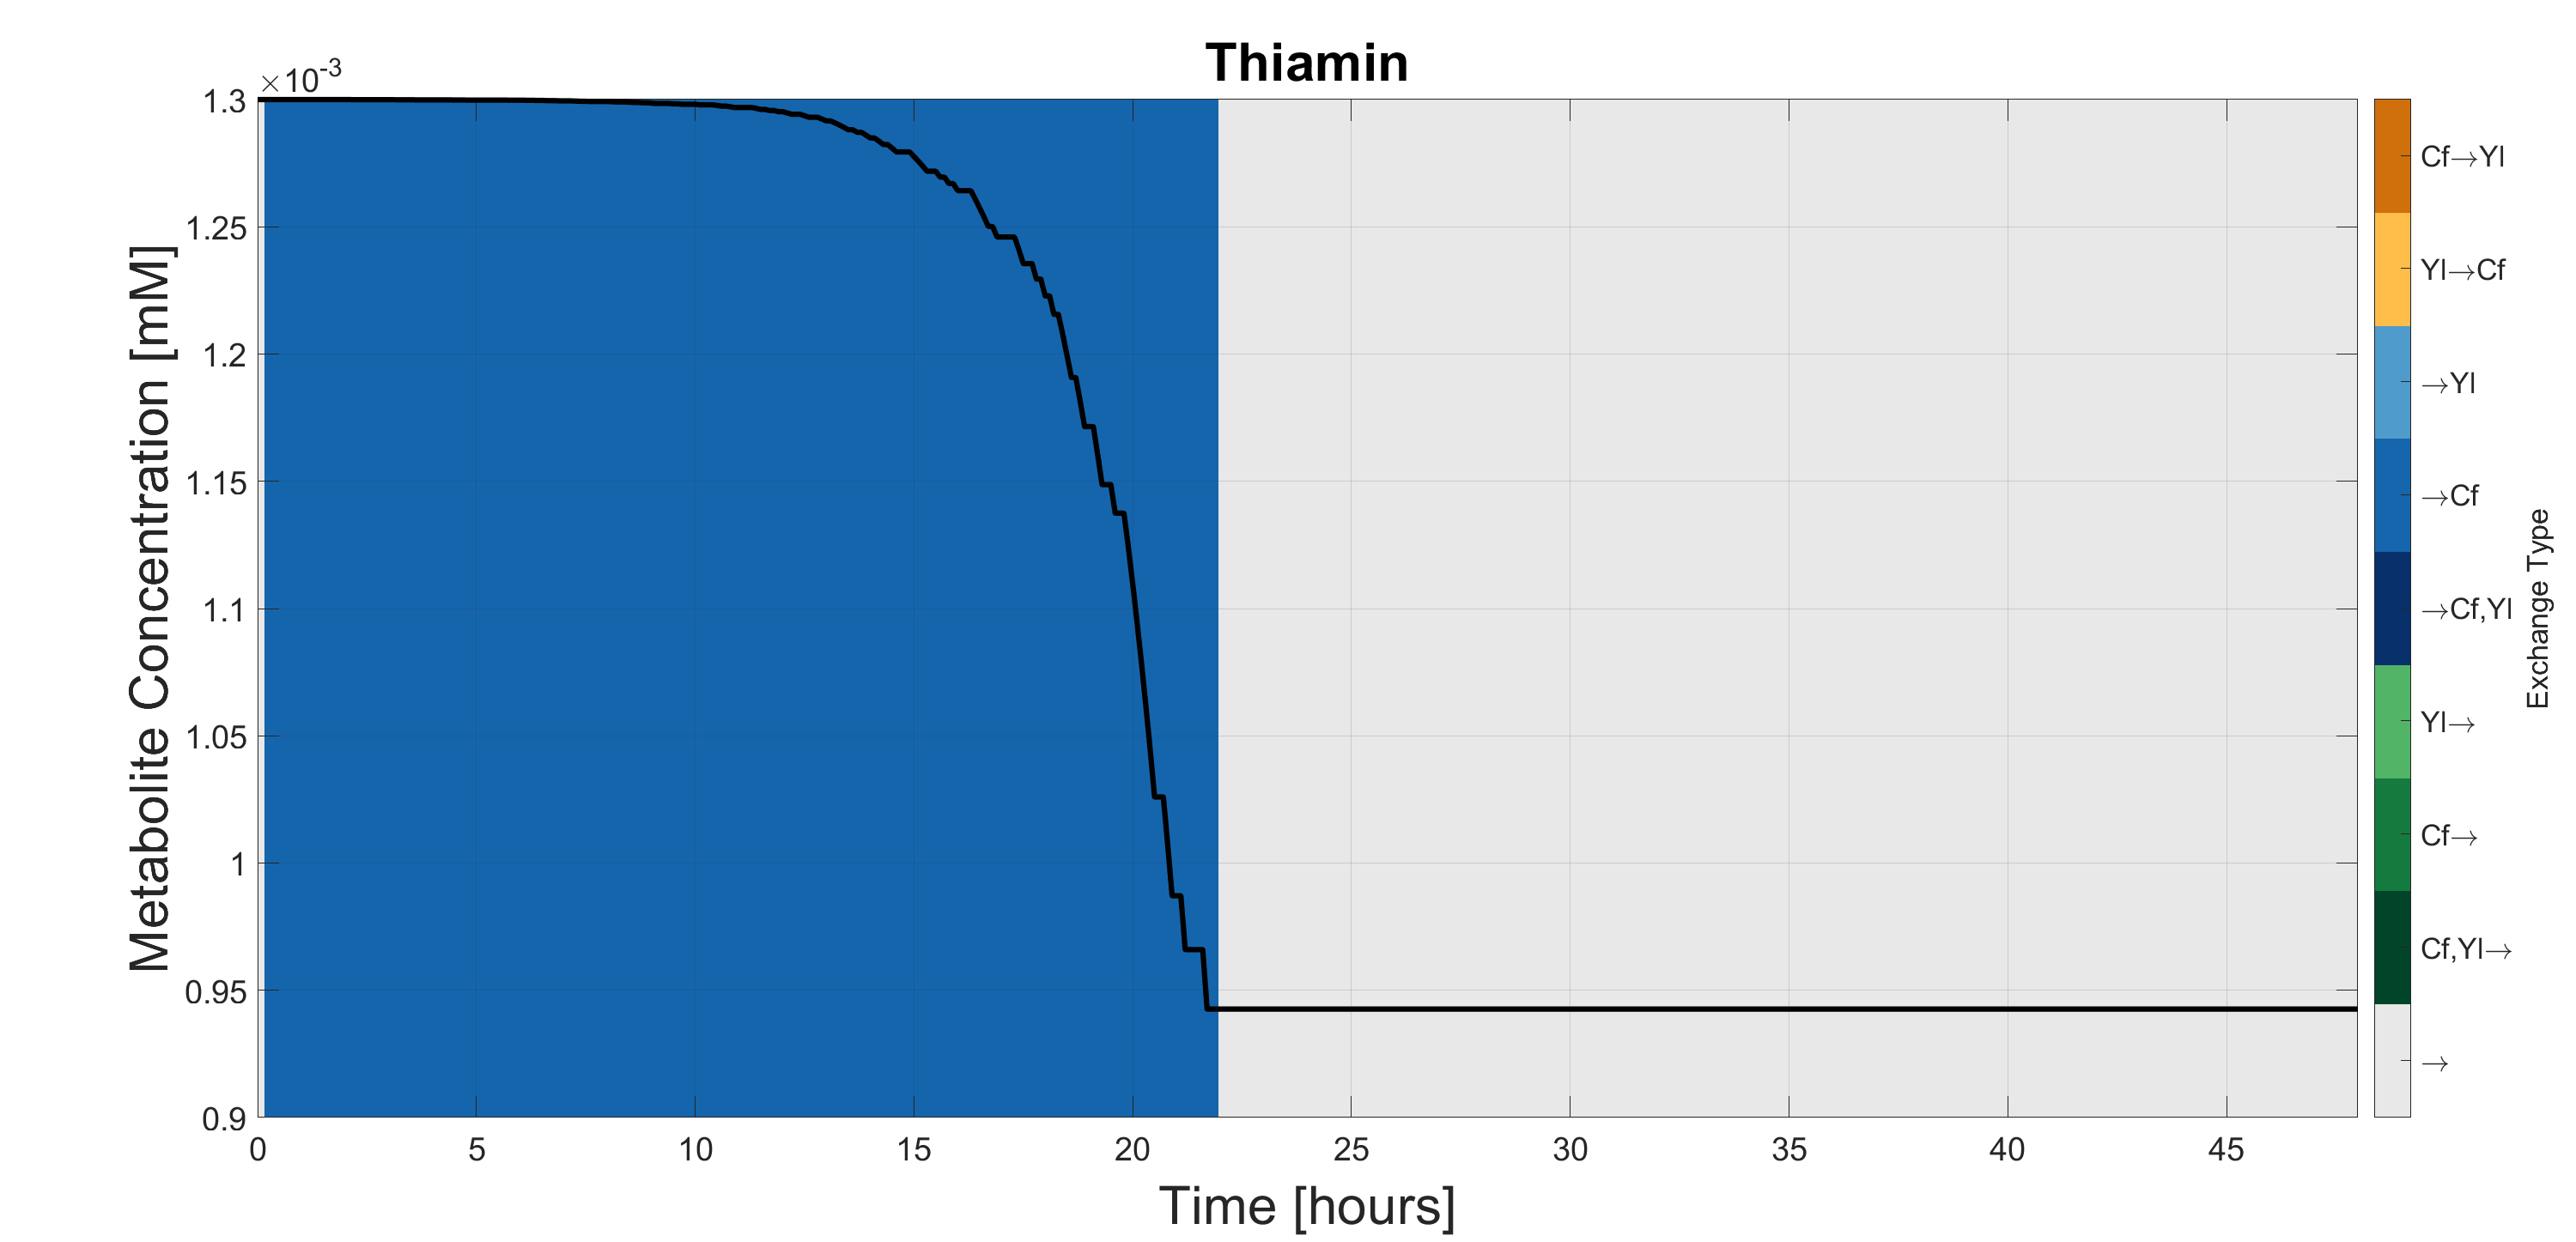 Thiamin
×10-3
1.3
1.25
1.2
1.15
1.1
1.05
1
0.95
0.9
Metabolite Concentration [mM]
0 5 10 15 20 25 30 35 40 45
Time [hours]
Cf→Yl
Yl→Cf
→Yl
→Cf
→Cf,Yl
Yl→
Cf→
Cf,Yl→
→
Exchange Type